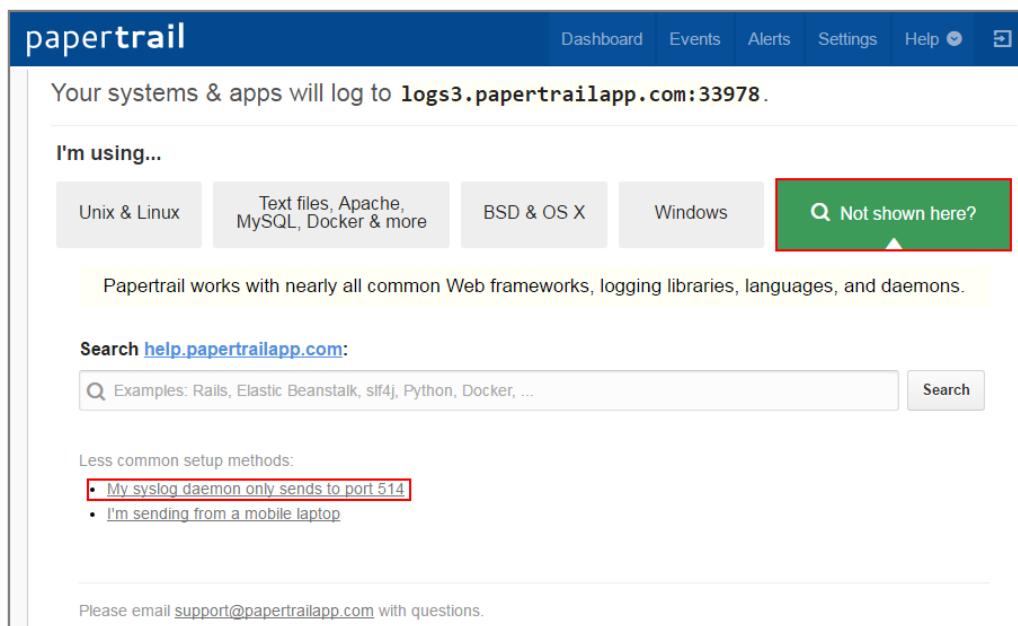 papertrail
Dashboard Events Alerts Settings Help
Your systems & apps will log to logs3.papertrailapp.com:33978.
I'm using...
Unix & Linux
Text files, Apache,
MySQL, Docker & more
BSD & OS X
Windows
Not shown here?
Papertrail works with nearly all common Web frameworks, logging libraries, languages, and daemons.
Search help.papertrailapp.com:
Examples: Rails, Elastic Beanstalk, slf4j, Python, Docker, ...
Search
Less common setup methods:
• My syslog daemon only sends to port 514
• I'm sending from a mobile laptop
Please email support@papertrailapp.com with questions.